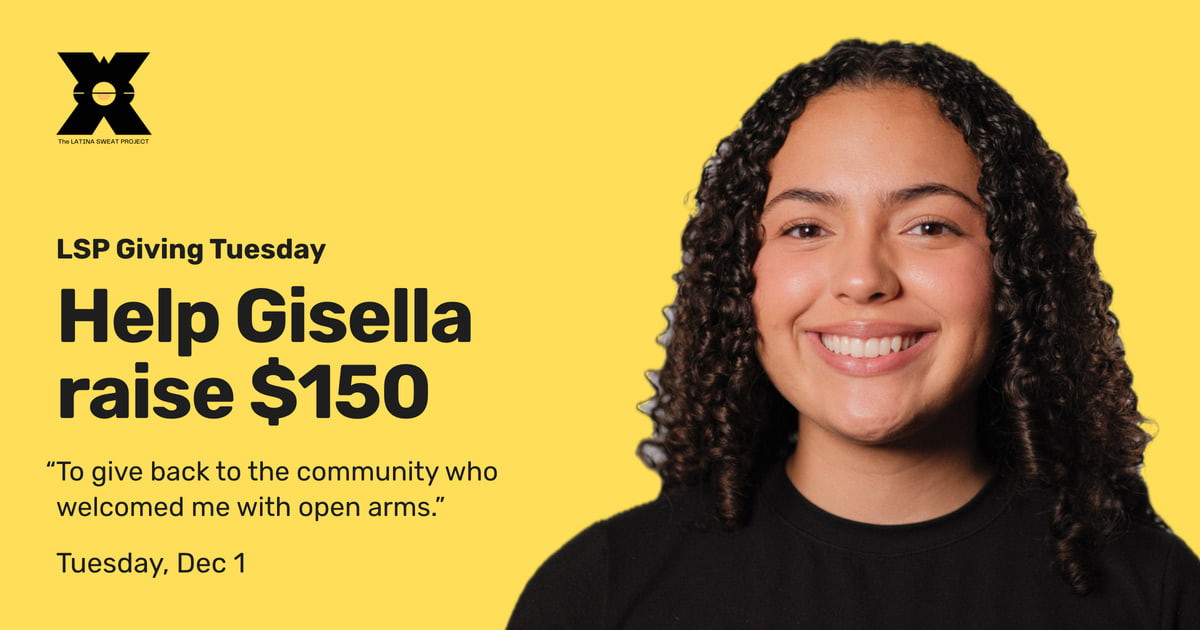 The LATINA SWEAT PROJECT
LSP Giving Tuesday
Help Gisella
raise $150
“To give back to the community who
welcomed me with open arms.”
Tuesday, Dec 1